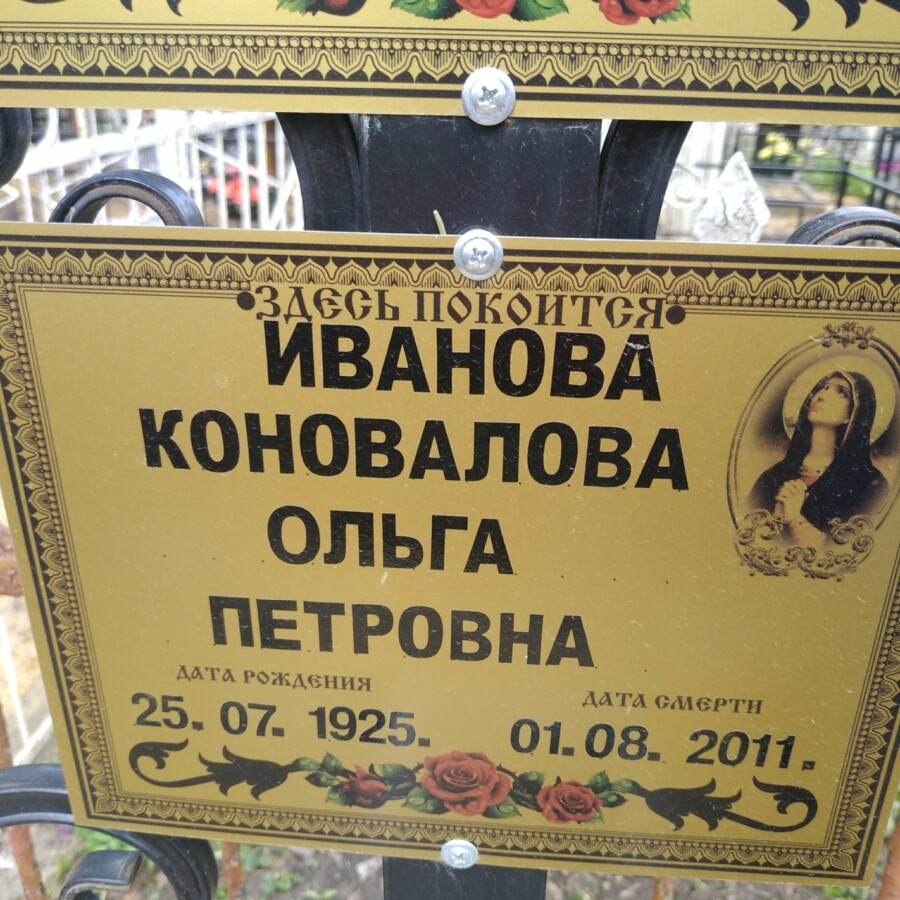 ЗДЕСЬ ПОКОИТСЯ
ИВАНОВА
КОНОВАЛОВА
ОЛЬГА
ПЕТРОВНА
ДАТА РОЖДЕНИЯ ДАТА СМЕРТИ
25. 07. 1925. 01. 08. 2011.